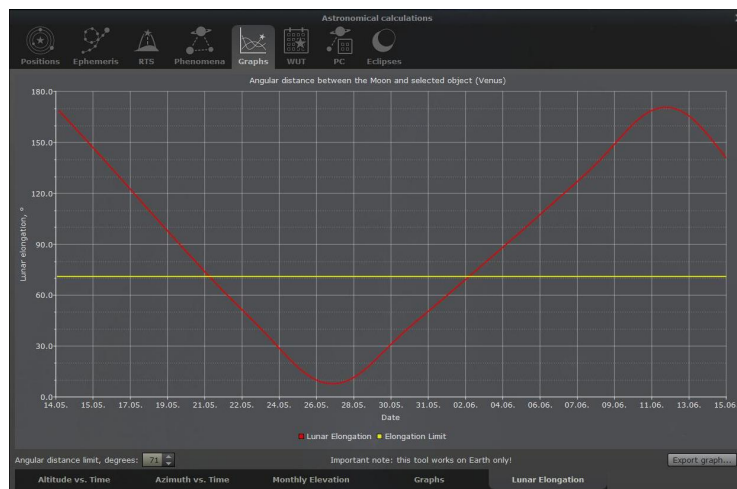 Astronomical calculations
Positions Ephemeris RTS Phenomena Graphs WUT PC Eclipses
Angular distance between the Moon and selected object (Venus)
180.0
150.0
120.0
90.0
60.0
30.0
0.0
Lunar elongation, °
14.05. 15.05. 17.05. 19.05. 21.05. 22.05. 24.05. 26.05. 28.05. 30.05. 31.05. 02.06. 04.06. 06.06. 07.06. 09.06. 11.06. 13.06. 15.06
Date
Lunar Elongation Elongation Limit
Angular distance limit, degrees: 71 Important note: this tool works on Earth only! Export graph...
Altitude vs. Time Azimuth vs. Time Monthly Elevation Graphs Lunar Elongation